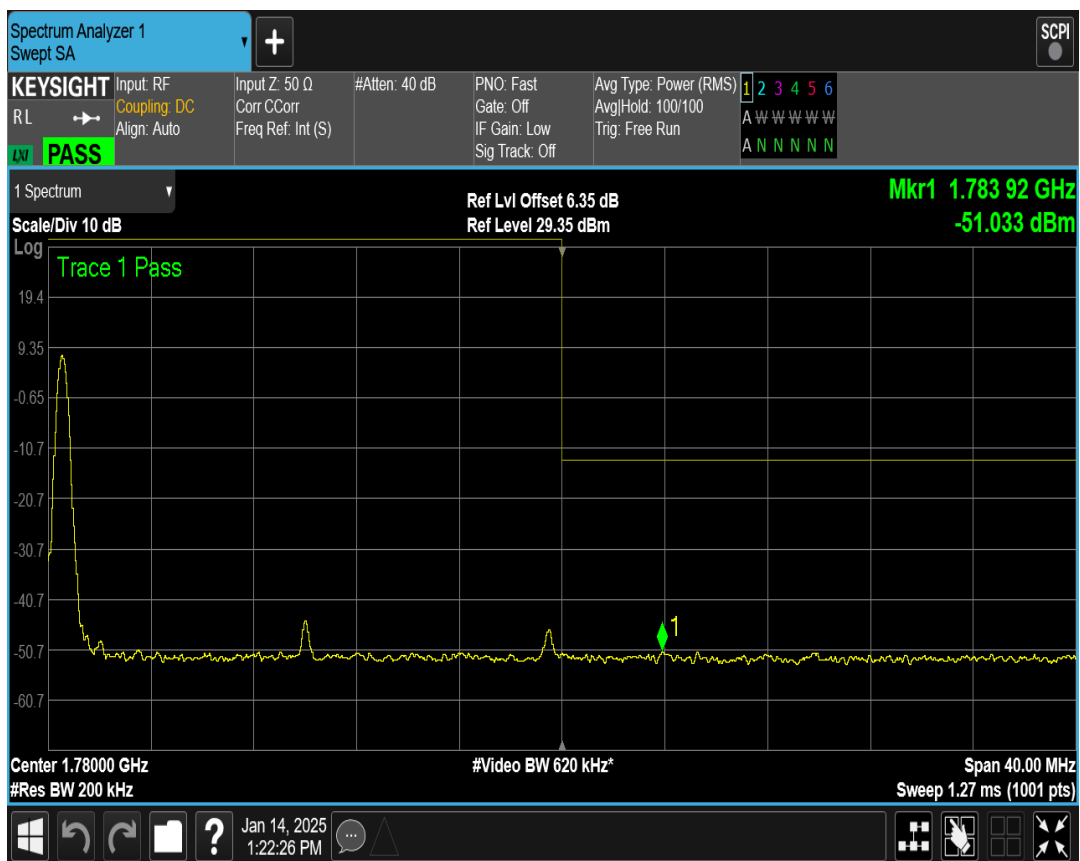 Spectrum Analyzer 1
Swept SA
+
SCPI
KEYSIGHT
RL
LXI PASS
Input: RF
Coupling: DC
Align: Auto
Input Z: 50 Ω
Corr CCorr
Freq Ref: Int (S)
#Atten: 40 dB
PNO: Fast
Gate: Off
IF Gain: Low
Sig Track: Off
Avg Type: Power (RMS)
Avg|Hold: 100/100
Trig: Free Run
1 2 3 4 5 6
A W W W W W
A N N N N N
1 Spectrum
Scale/Div 10 dB
Ref Lvl Offset 6.35 dB
Ref Level 29.35 dBm
Mkr1 1.783 92 GHz
-51.033 dBm
Log
Trace 1 Pass
19.4
9.35
-0.65
-10.7
-20.7
-30.7
-40.7
-50.7
-60.7
1
Center 1.78000 GHz
#Res BW 200 kHz
#Video BW 620 kHz*
Span 40.00 MHz
Sweep 1.27 ms (1001 pts)
?
Jan 14, 2025
1:22:26 PM